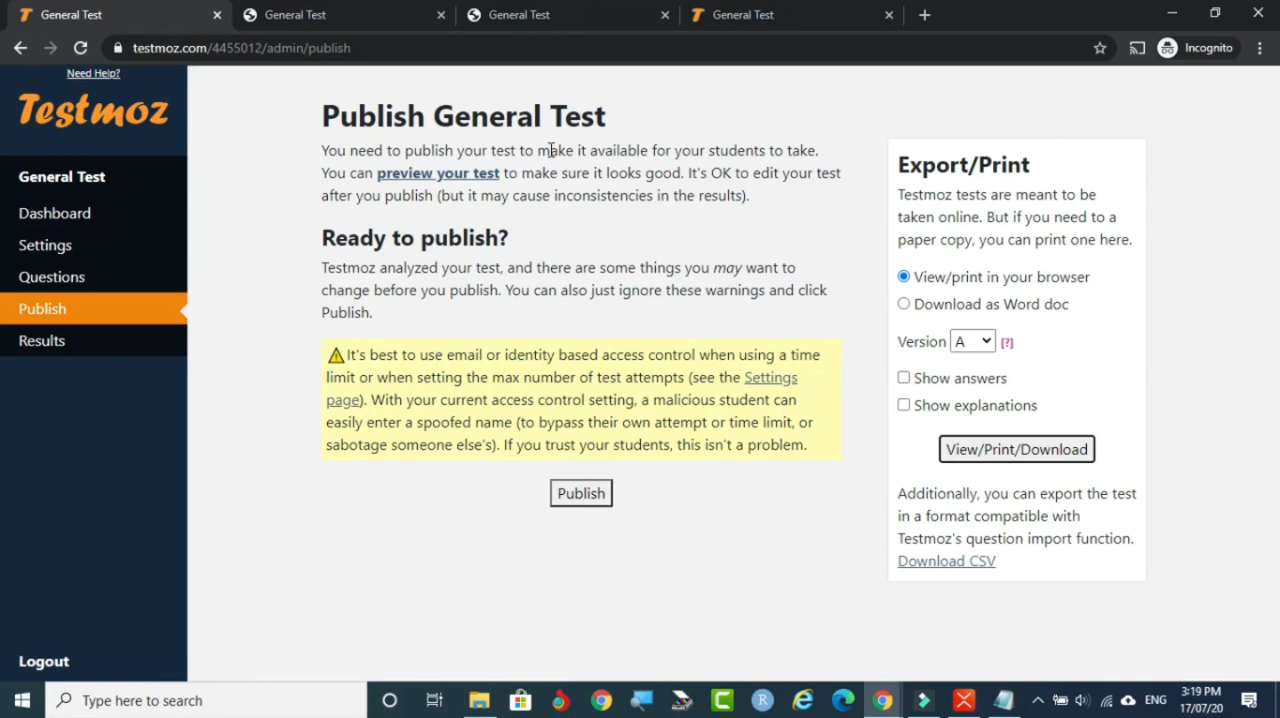 General Test
General Test
General Test
General Test
testmoz.com/4455012/admin/publish
Incognito
Need Help?
Testmoz
General Test
Dashboard
Settings
Questions
Publish
Results
Logout
Publish General Test
You need to publish your test to make it available for your students to take.
You can preview your test to make sure it looks good. It's OK to edit your test
after you publish (but it may cause inconsistencies in the results).
Ready to publish?
Testmoz analyzed your test, and there are some things you may want to
change before you publish. You can also just ignore these warnings and click
Publish.
It's best to use email or identity based access control when using a time
limit or when setting the max number of test attempts (see the Settings
page). With your current access control setting, a malicious student can
easily enter a spoofed name (to bypass their own attempt or time limit, or
sabotage someone else's). If you trust your students, this isn't a problem.
Publish
Export/Print
Testmoz tests are meant to be
taken online. But if you need to a
paper copy, you can print one here.
View/print in your browser
Download as Word doc
Version A [?]
Show answers
Show explanations
View/Print/Download
Additionally, you can export the test
in a format compatible with
Testmoz's question import function.
Download CSV
Type here to search
ENG
3:19 PM
17/07/20